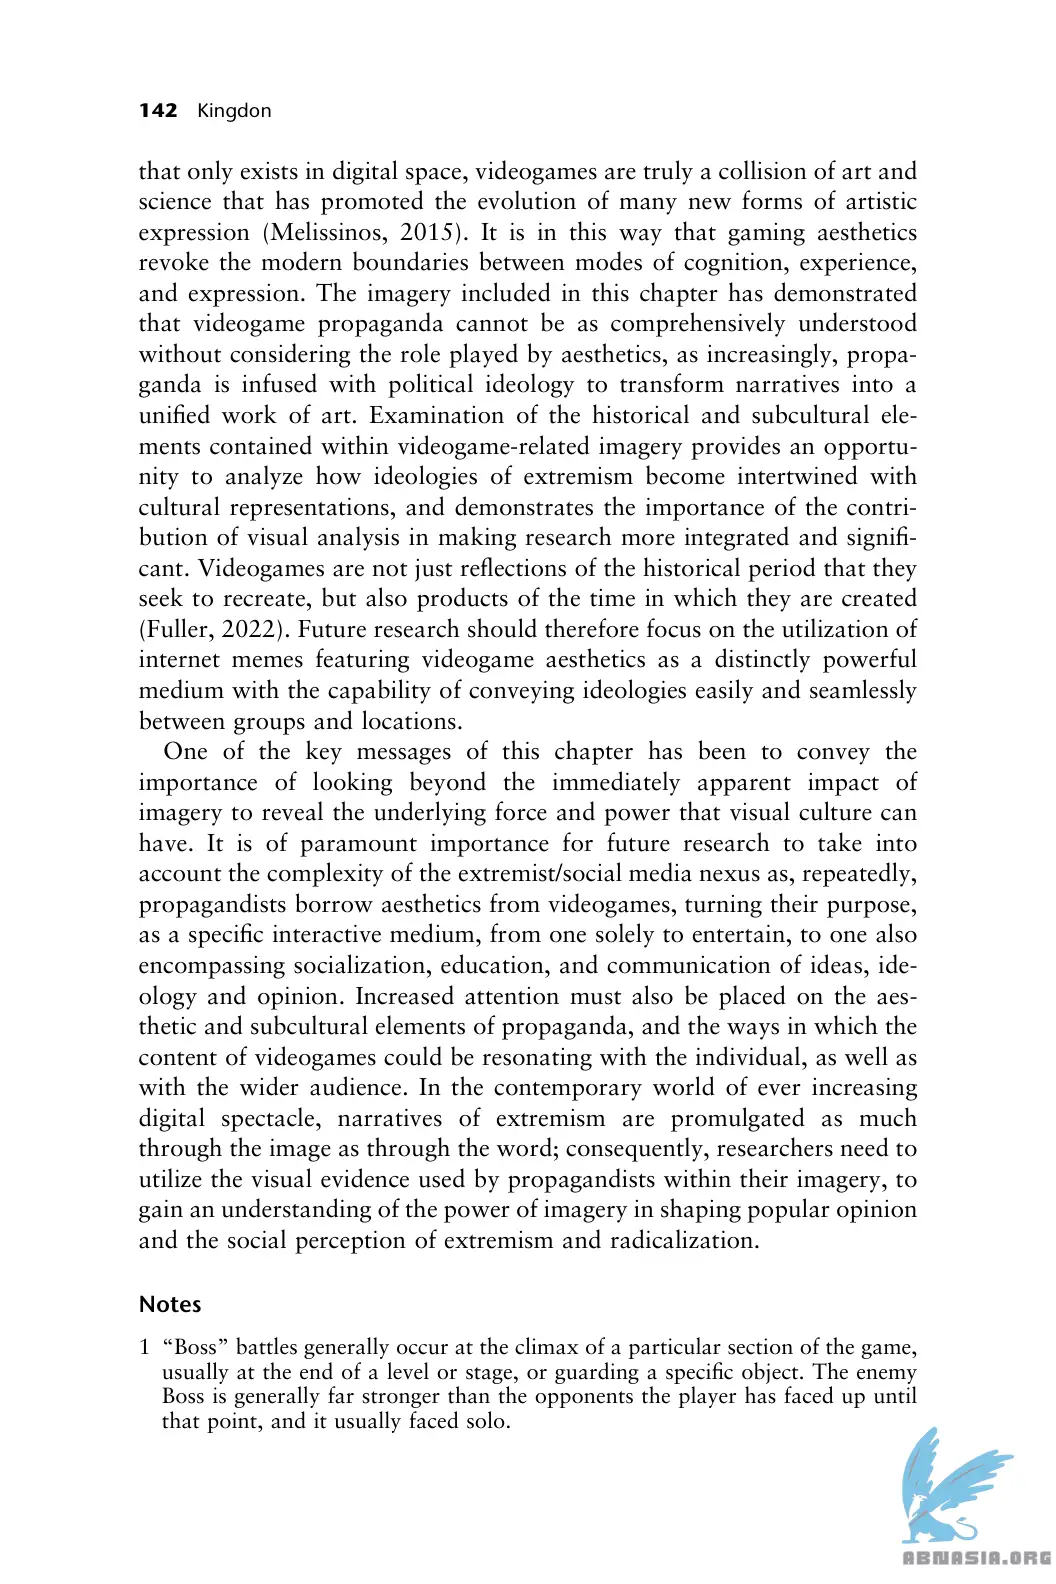 142 Kingdon
that only exists in digital space, videogames are truly a collision of art and
science that has promoted the evolution of many new forms of artistic
expression (Melissinos, 2015). It is in this way that gaming aesthetics
revoke the modern boundaries between modes of cognition, experience,
and expression. The imagery included in this chapter has demonstrated
that videogame propaganda cannot be as comprehensively understood
without considering the role played by aesthetics, as increasingly, propa-
ganda is infused with political ideology to transform narratives into a
unified work of art. Examination of the historical and subcultural ele-
ments contained within videogame-related imagery provides an opportu-
nity to analyze how ideologies of extremism become intertwined with
cultural representations, and demonstrates the importance of the contri-
bution of visual analysis in making research more integrated and signifi-
cant. Videogames are not just reflections of the historical period that they
seek to recreate, but also products of the time in which they are created
(Fuller, 2022). Future research should therefore focus on the utilization of
internet memes featuring videogame aesthetics as a distinctly powerful
medium with the capability of conveying ideologies easily and seamlessly
between groups and locations.
One of the key messages of this chapter has been to convey the
importance of looking beyond the immediately apparent impact of
imagery to reveal the underlying force and power that visual culture can
have. It is of paramount importance for future research to take into
account the complexity of the extremist/social media nexus as, repeatedly,
propagandists borrow aesthetics from videogames, turning their purpose,
as a specific interactive medium, from one solely to entertain, to one also
encompassing socialization, education, and communication of ideas, ide-
ology and opinion. Increased attention must also be placed on the aes-
thetic and subcultural elements of propaganda, and the ways in which the
content of videogames could be resonating with the individual, as well as
with the wider audience. In the contemporary world of ever increasing
digital spectacle, narratives of extremism are promulgated as much
through the image as through the word; consequently, researchers need to
utilize the visual evidence used by propagandists within their imagery, to
gain an understanding of the power of imagery in shaping popular opinion
and the social perception of extremism and radicalization.
Notes
1 “Boss” battles generally occur at the climax of a particular section of the game,
usually at the end of a level or stage, or guarding a specific object. The enemy
Boss is generally far stronger than the opponents the player has faced up until
that point, and it usually faced solo.
ABNASIA.ORG